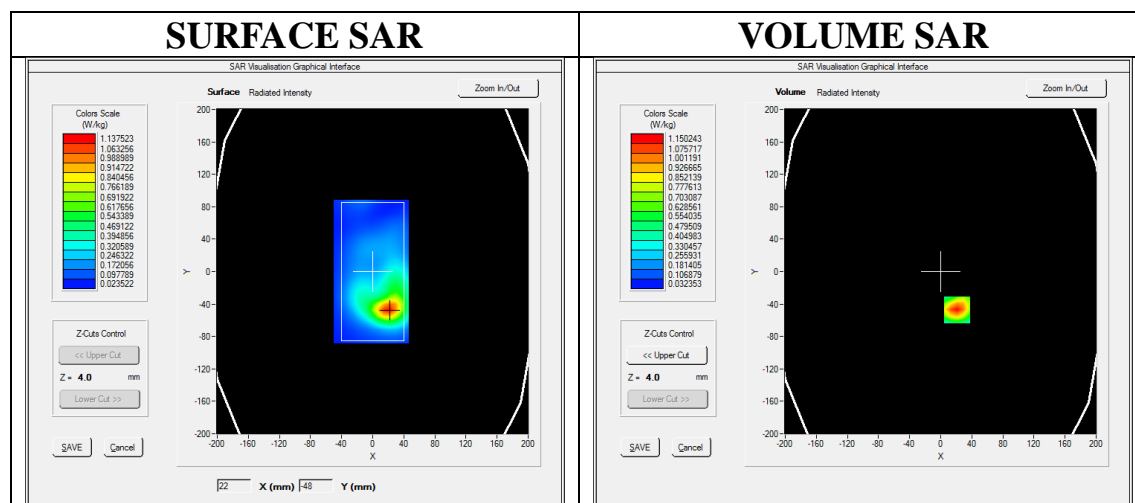 SURFACE SAR
SAR Visualisation Graphical Interface
Surface Radiated Intensity
Zoom In/Out
Colors Scale
(W/kg)
1.137523
1.063256
0.988989
0.914722
0.840456
0.766189
0.691922
0.617656
0.543389
0.469122
0.394856
0.320589
0.246322
0.172056
0.097789
0.023522
200
160
120
80
40
0
-40
-80
-120
-160
-200
Y
-200 -160 -120 -80 -40 0 40 80 120 160 200
X
Z-Cuts Control
<< Upper Cut
Z = 4.0 mm
Lower Cut >>
SAVE Cancel
22 X (mm) -48 Y (mm)
VOLUME SAR
SAR Visualisation Graphical Interface
Volume Radiated Intensity
Zoom In/Out
Colors Scale
(W/kg)
1.150243
1.075717
1.001191
0.926665
0.852139
0.777613
0.703087
0.628561
0.554035
0.479509
0.404983
0.330457
0.255931
0.181405
0.106879
0.032353
200
160
120
80
40
0
-40
-80
-120
-160
-200
Y
-200 -160 -120 -80 -40 0 40 80 120 160 200
X
Z-Cuts Control
<< Upper Cut
Z = 4.0 mm
Lower Cut >>
SAVE Cancel